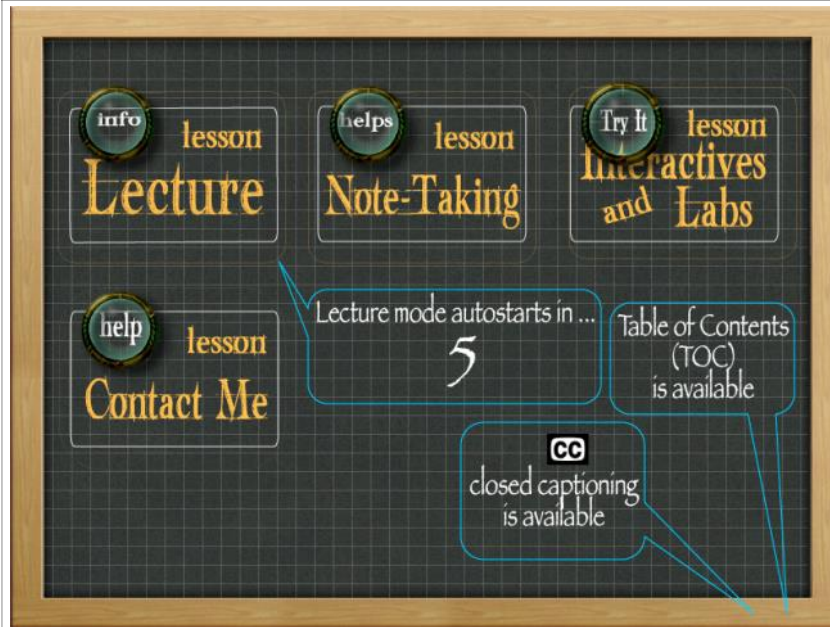 info
lesson
Lecture
helps
lesson
Note-Taking
Try It
lesson
Interactives
and Labs
help
lesson
Contact Me
Lecture mode autostarts in ...
5
Table of Contents
(TOC)
is available
CC
closed captioning
is available